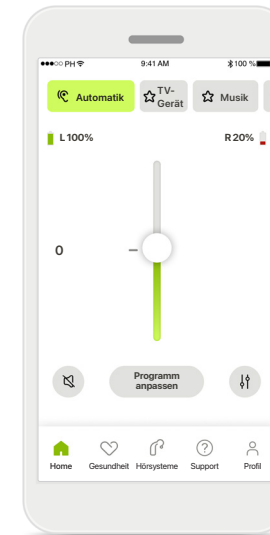 PH 9:41 AM 100 %
Automatik
TV-
Gerät
Musik
L 100% R 20%
0
Programm
anpassen
Home Gesundheit Hörsysteme Support Profil